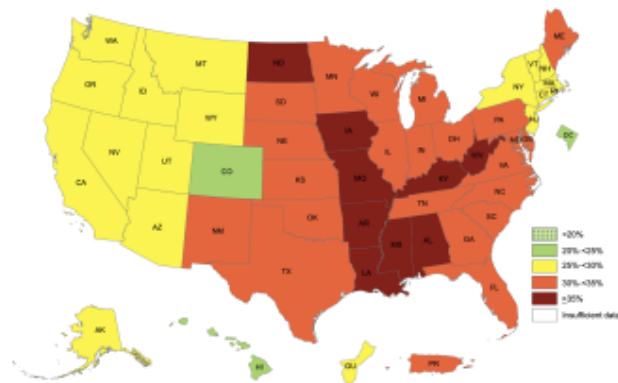 WA
ME
MT
ND
MN
VT
NH
OR
ID
SD
WI
MI
NY
WY
IA
PA
NJ
NE
NV
UT
CO
IL
IN
OH
WV
VA
DC
CA
KS
MO
KY
NC
TN
AZ
NM
OK
AR
SC
MS
AL
GA
TX
LA
FL
AK
HI
GU
PR
<20%
20%-<25%
25%-<30%
30%-<35%
≥35%
Insufficient data